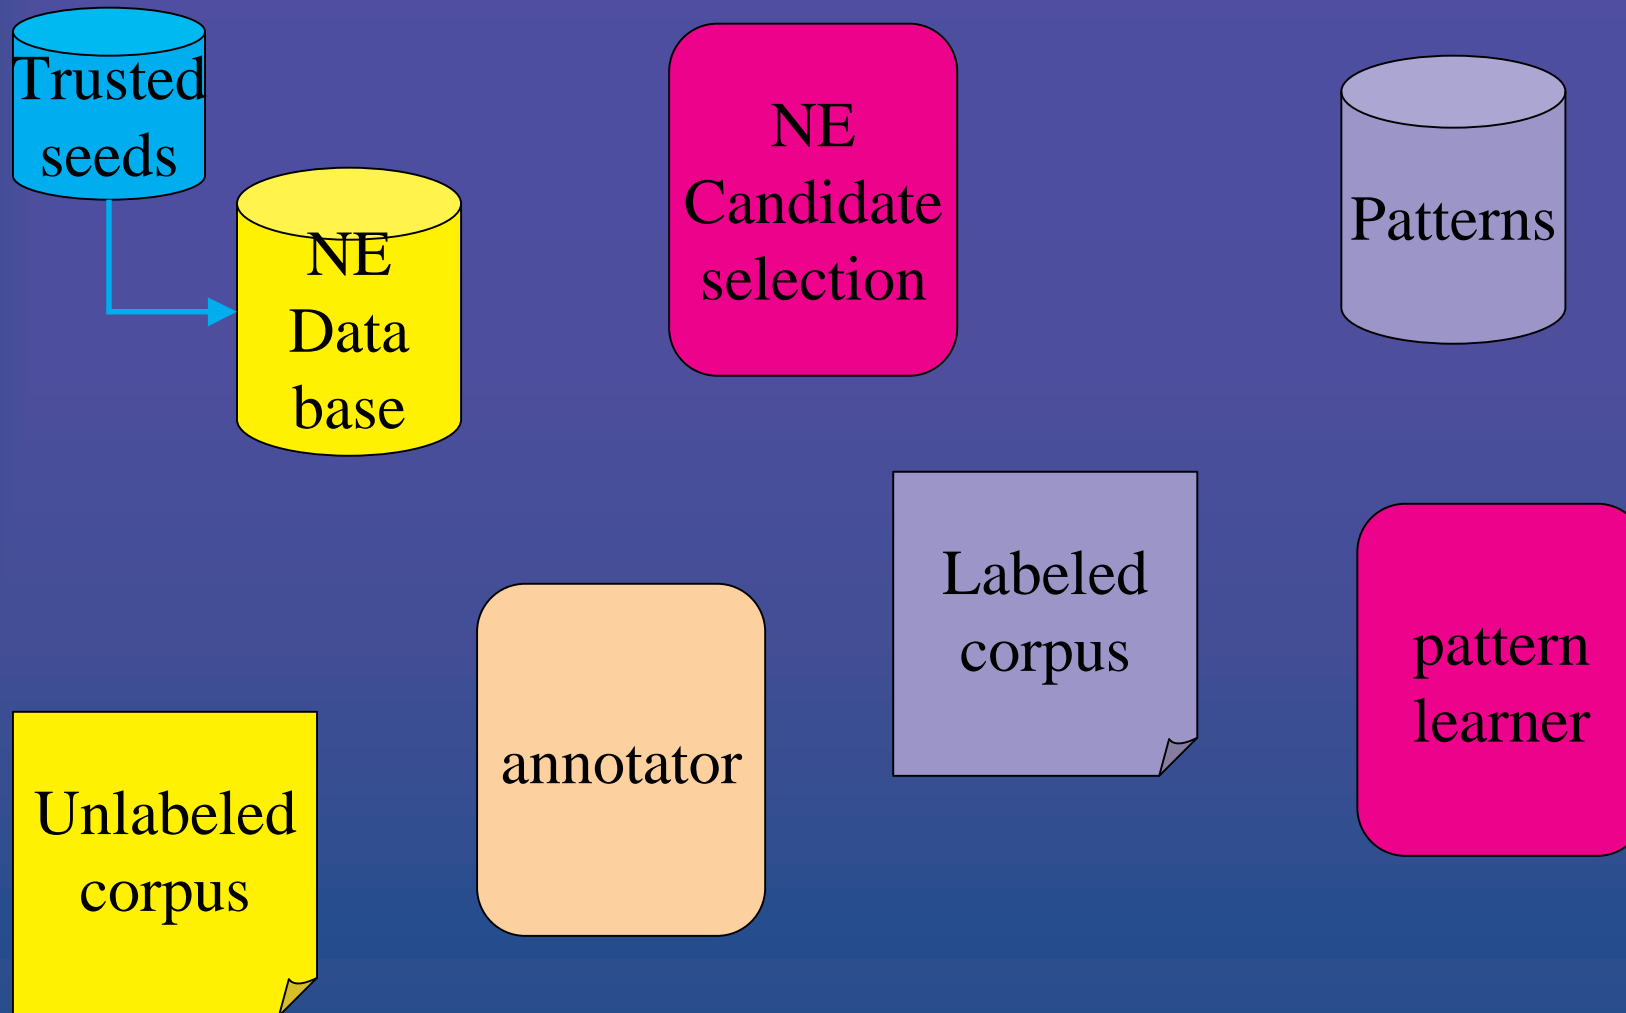 Trusted
seeds
NE
Data
base
NE
Candidate
selection
Patterns
Labeled
corpus
pattern
learner
annotator
Unlabeled
corpus